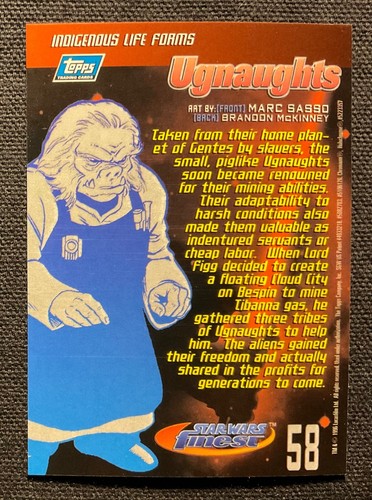 INDIGENOUS LIFE FORMS
Topps
TRADING CARDS
Ugnaughts
ART BY: (FRONT) MARC SASSO
(BACK) BRANDON McKINNEY
Taken from their home plan-
et of Gentes by slavers, the
small, piglike Ugnaughts
soon became renowned
for their mining abilities.
Their adaptability to
harsh conditions also
made them valuable as
indentured servants or
cheap labor. When Lord
Figg decided to create
a floating Cloud City
on Bespin to mine
Tibanna gas, he
gathered three tribes
of Ugnaughts to help
him. The aliens gained
their freedom and actually
shared in the profits for
generations to come.
STAR WARS
finest™
58